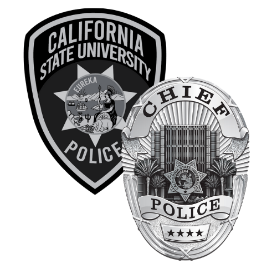 CALIFORNIA
STATE UNIVERSITY
EUREKA
POLICE
CHIEF
POLICE